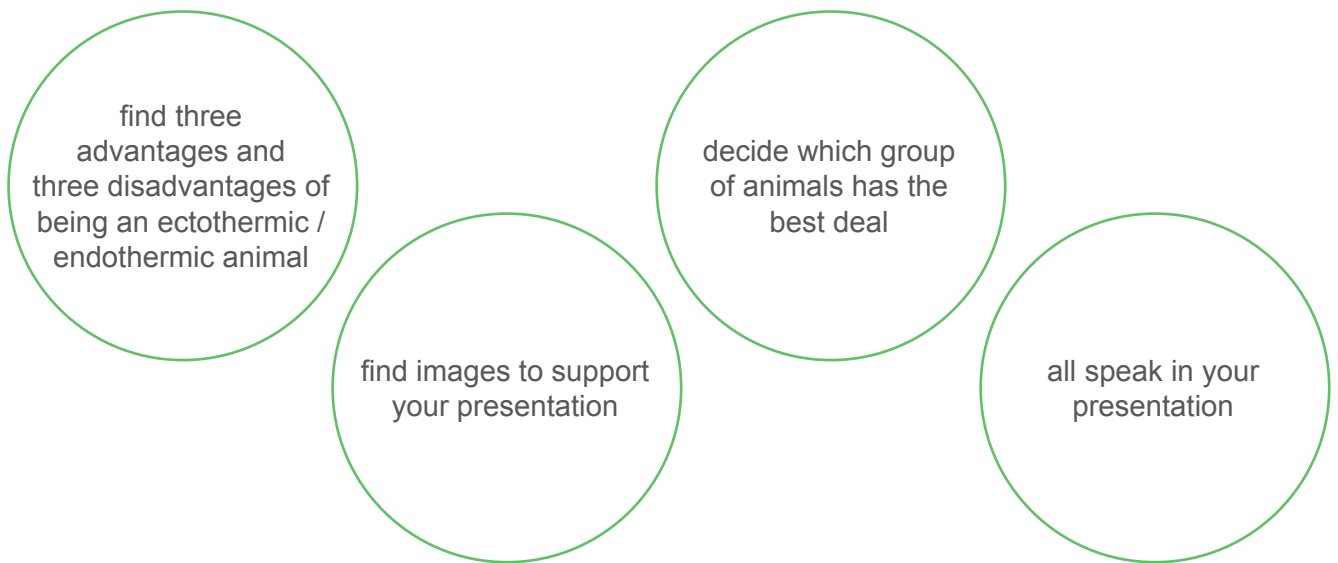 find three
advantages and
three disadvantages of
being an ectothermic /
endothermic animal
find images to support
your presentation
decide which group
of animals has the
best deal
all speak in your
presentation